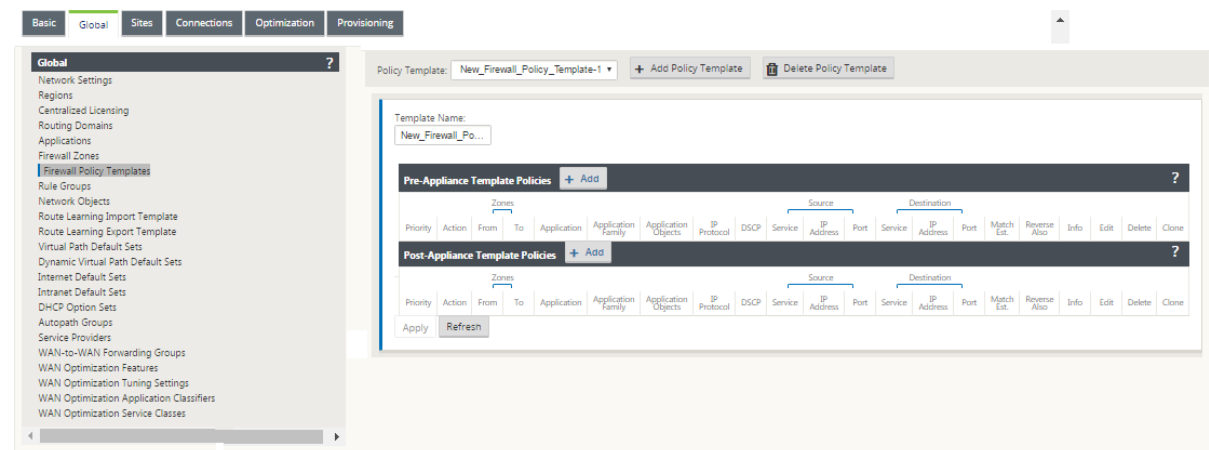 Basic Global Sites Connections Optimization Provisioning
Global ?
Network Settings
Regions
Centralized Licensing
Routing Domains
Applications
Firewall Zones
Firewall Policy Templates
Rule Groups
Network Objects
Route Learning Import Template
Route Learning Export Template
Virtual Path Default Sets
Dynamic Virtual Path Default Sets
Internet Default Sets
Intranet Default Sets
DHCP Option Sets
Autopath Groups
Service Providers
WAN-to-WAN Forwarding Groups
WAN Optimization Features
WAN Optimization Tuning Settings
WAN Optimization Application Classifiers
WAN Optimization Service Classes
Policy Template: New_Firewall_Policy_Template-1 + Add Policy Template Delete Policy Template
Template Name:
New_Firewall_Po...
Pre-Appliance Template Policies + Add ?
Zones Source Destination
Priority Action From To Application Application Family Application Objects IP Protocol DSCP Service IP Address Port Service IP Address Port Match Est. Reverse Also Info Edit Delete Clone
Post-Appliance Template Policies + Add ?
Zones Source Destination
Priority Action From To Application Application Family Application Objects IP Protocol DSCP Service IP Address Port Service IP Address Port Match Est. Reverse Also Info Edit Delete Clone
Apply Refresh